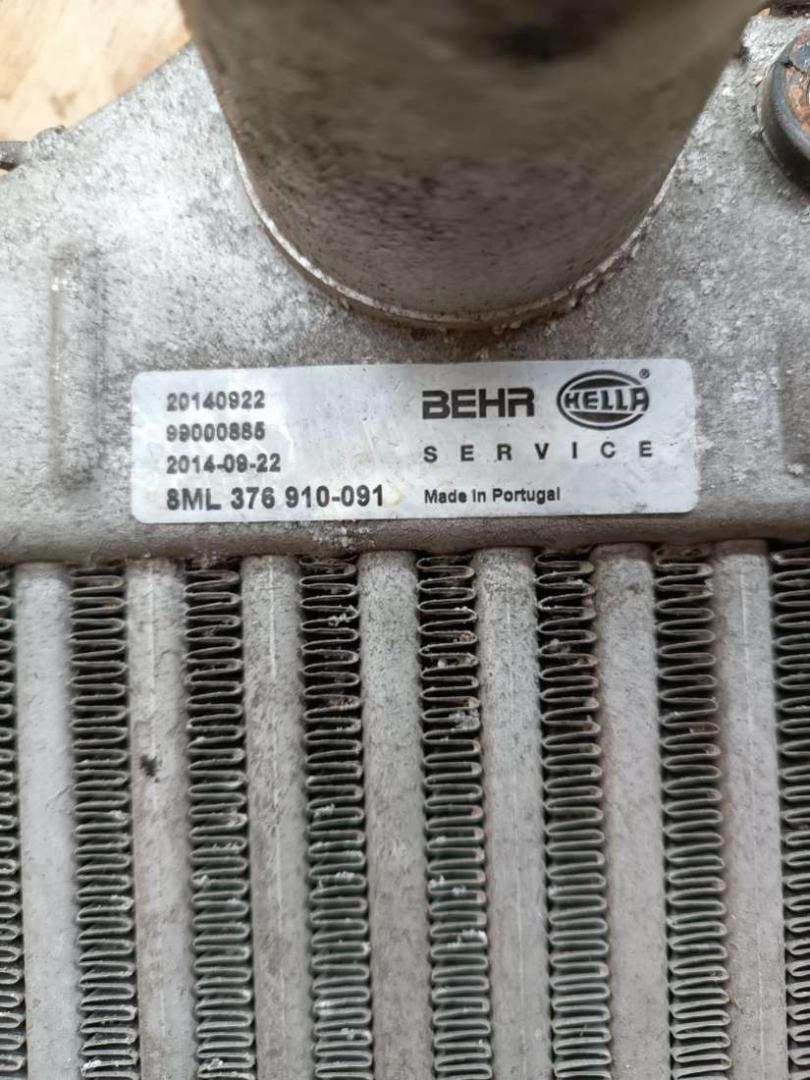 20140922
99000885
2014-09-22
8ML 376 910-091
BEHR HELLA®
SERVICE
Made in Portugal